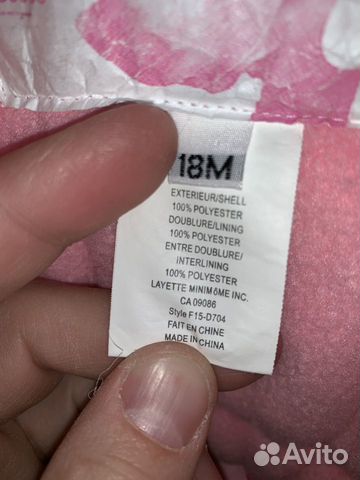 18M
EXTERIEUR/SHELL
100% POLYESTER
DOUBLURE/LINING
100% POLYESTER
ENTRE DOUBLURE/
INTERLINING
100% POLYESTER
LAYETTE MINIMÔME INC.
CA 09086
Style F15-D704
FAIT EN CHINE
MADE IN CHINA
Avito